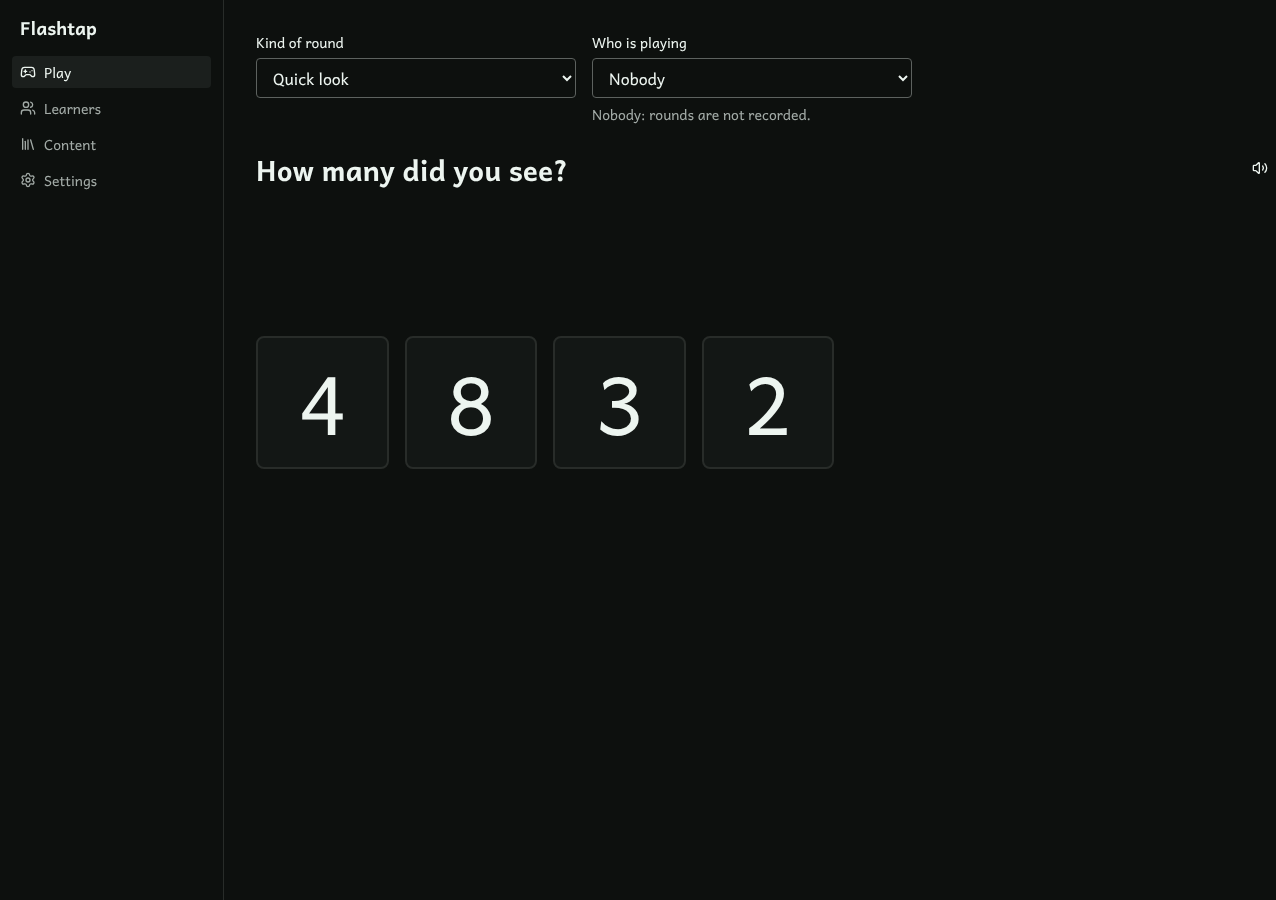 Flashtap
Play
Learners
Content
Settings
Kind of round
Quick look
Who is playing
Nobody
Nobody: rounds are not recorded.
How many did you see?
4 8 3 2